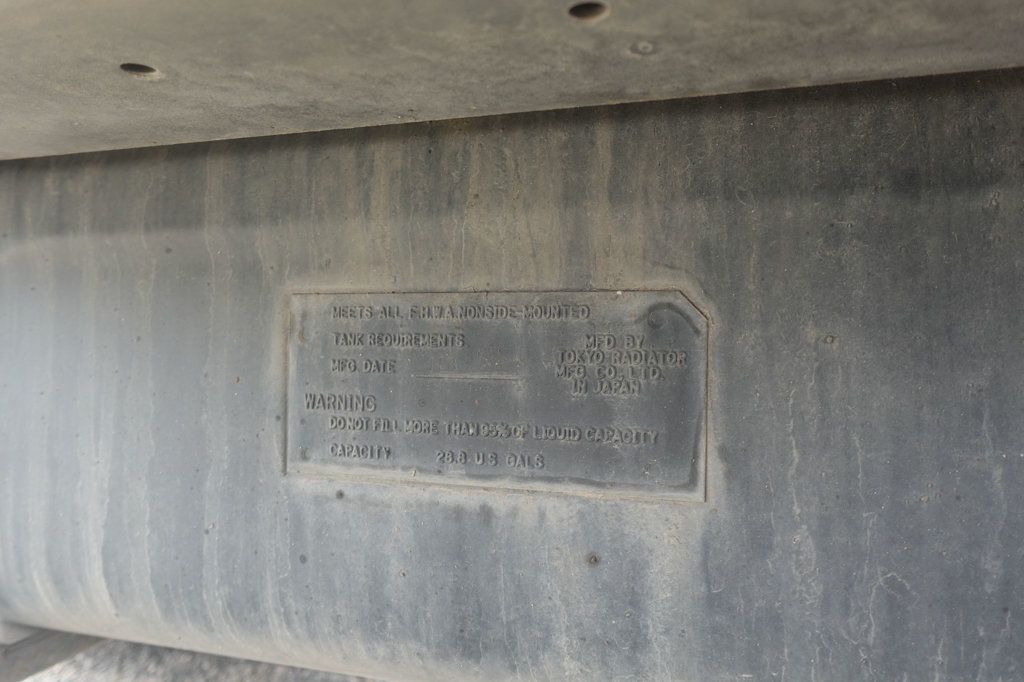 MEETS ALL F.H.W.A. NONSIDE-MOUNTED
TANK REQUIREMENTS
MFG. DATE
MFD BY
TOKYO RADIATOR
MFG. CO., LTD.
IN JAPAN
WARNING
DO NOT FILL MORE THAN 95% OF LIQUID CAPACITY
CAPACITY 26.8 U.S GALS